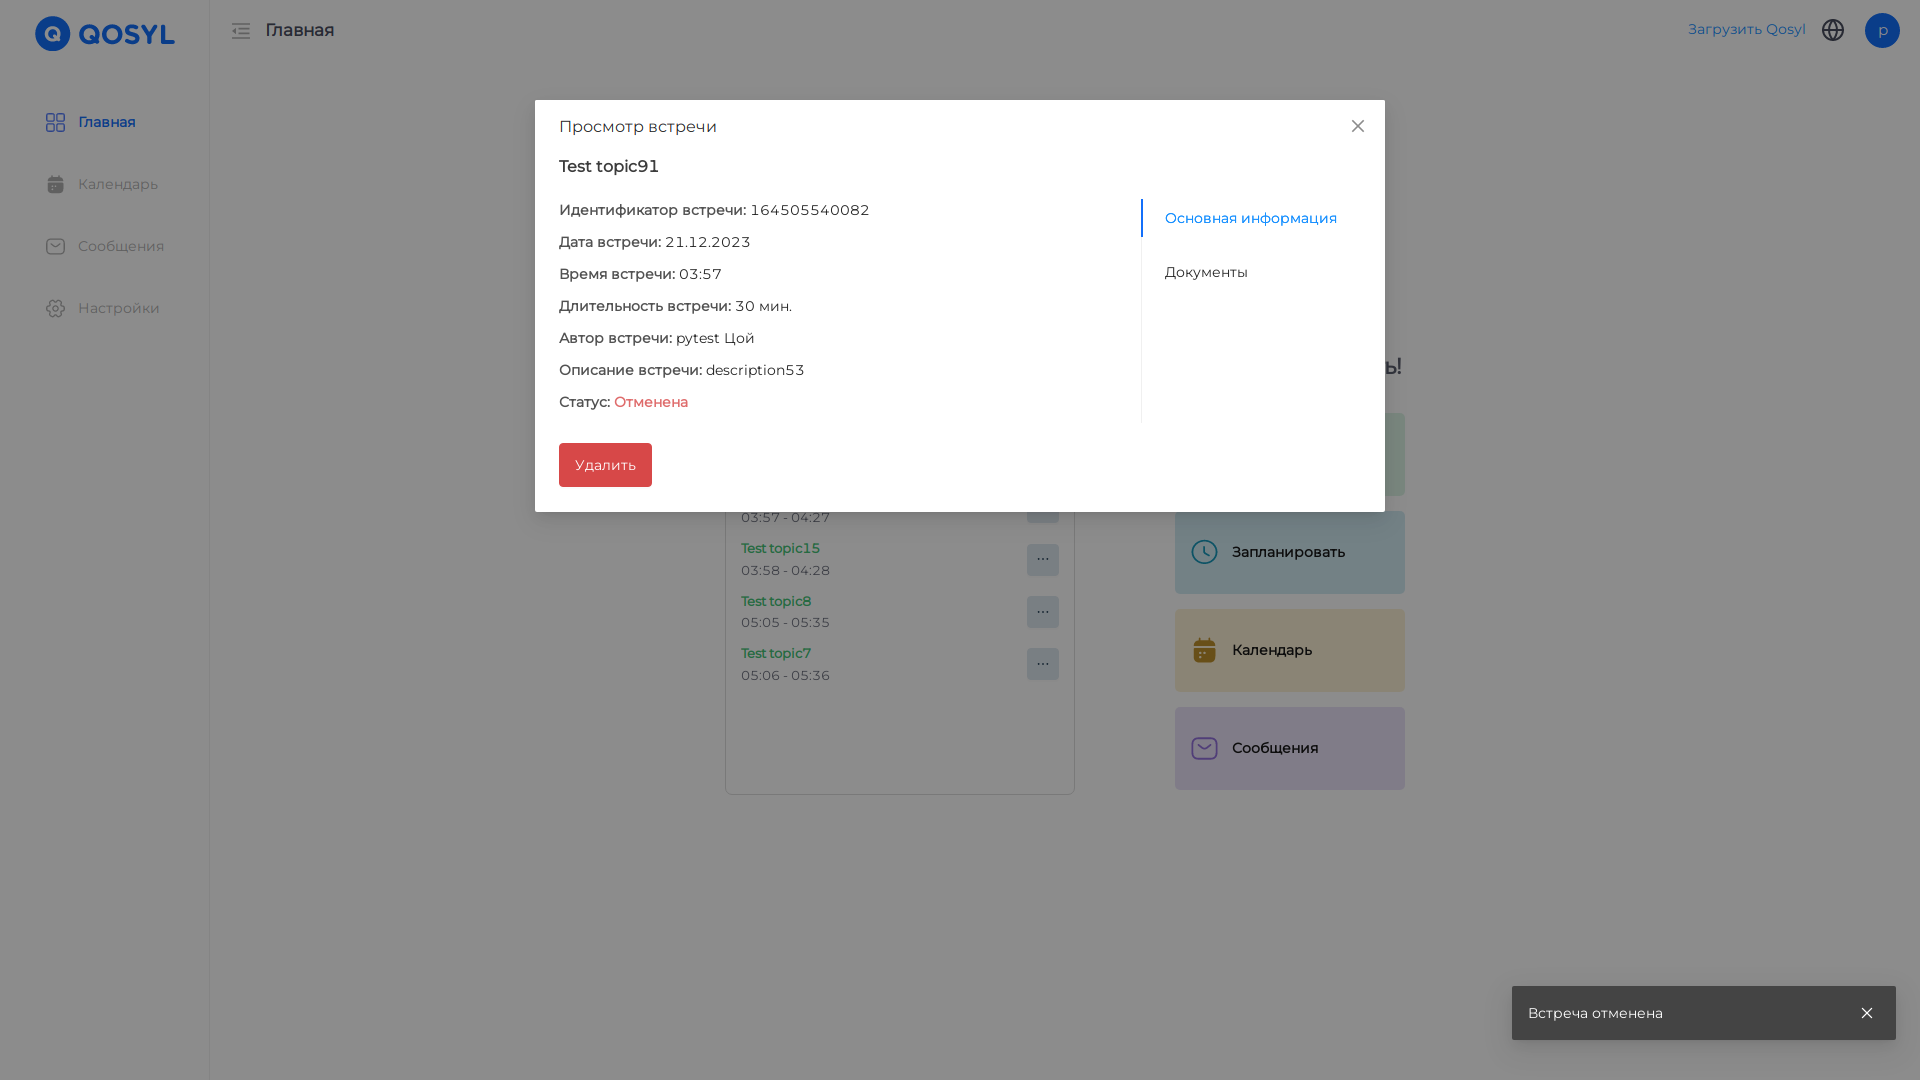 QOSYL
Главная
Загрузить Qosyl
p
Главная
Календарь
Сообщения
Настройки
Просмотр встречи
Test topic91
Идентификатор встречи: 164505540082
Дата встречи: 21.12.2023
Время встречи: 03:57
Длительность встречи: 30 мин.
Автор встречи: pytest Цой
Описание встречи: description53
Статус: Отменена
Удалить
Основная информация
Документы
ь!
03:57 - 04:27
Test topic15
03:58 - 04:28
Test topic8
05:05 - 05:35
Test topic7
05:06 - 05:36
Запланировать
Календарь
Сообщения
Встреча отменена